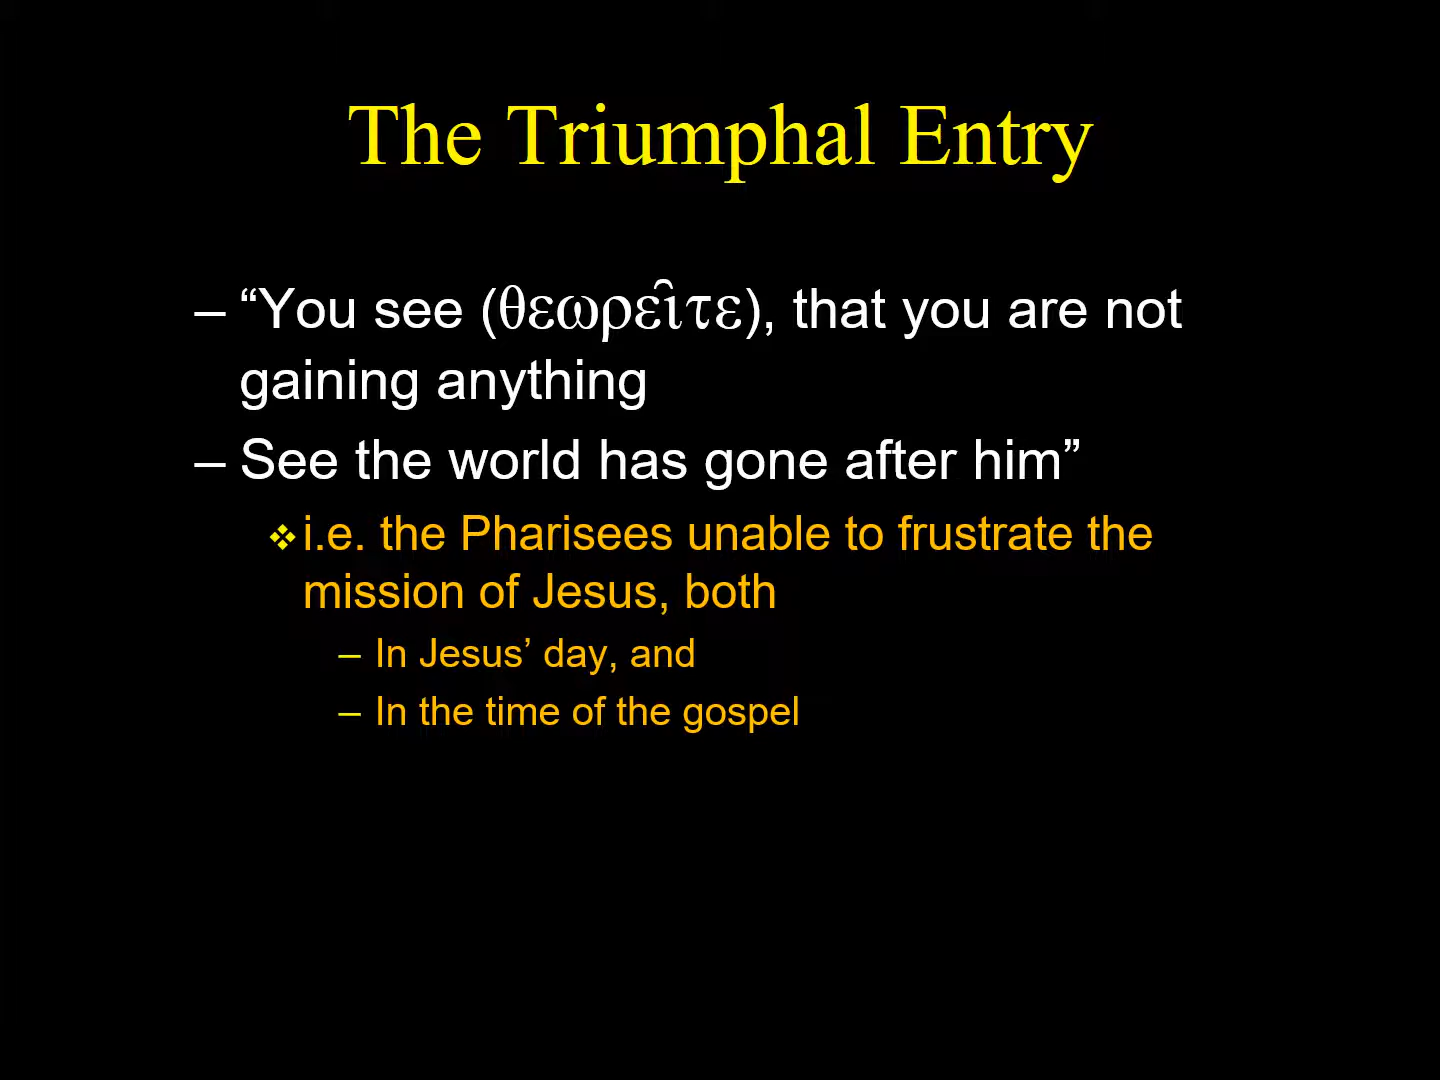 The Triumphal Entry
– “You see (θεωρεῖτε), that you are not
gaining anything
– See the world has gone after him”
❖ i.e. the Pharisees unable to frustrate the
mission of Jesus, both
– In Jesus’ day, and
– In the time of the gospel